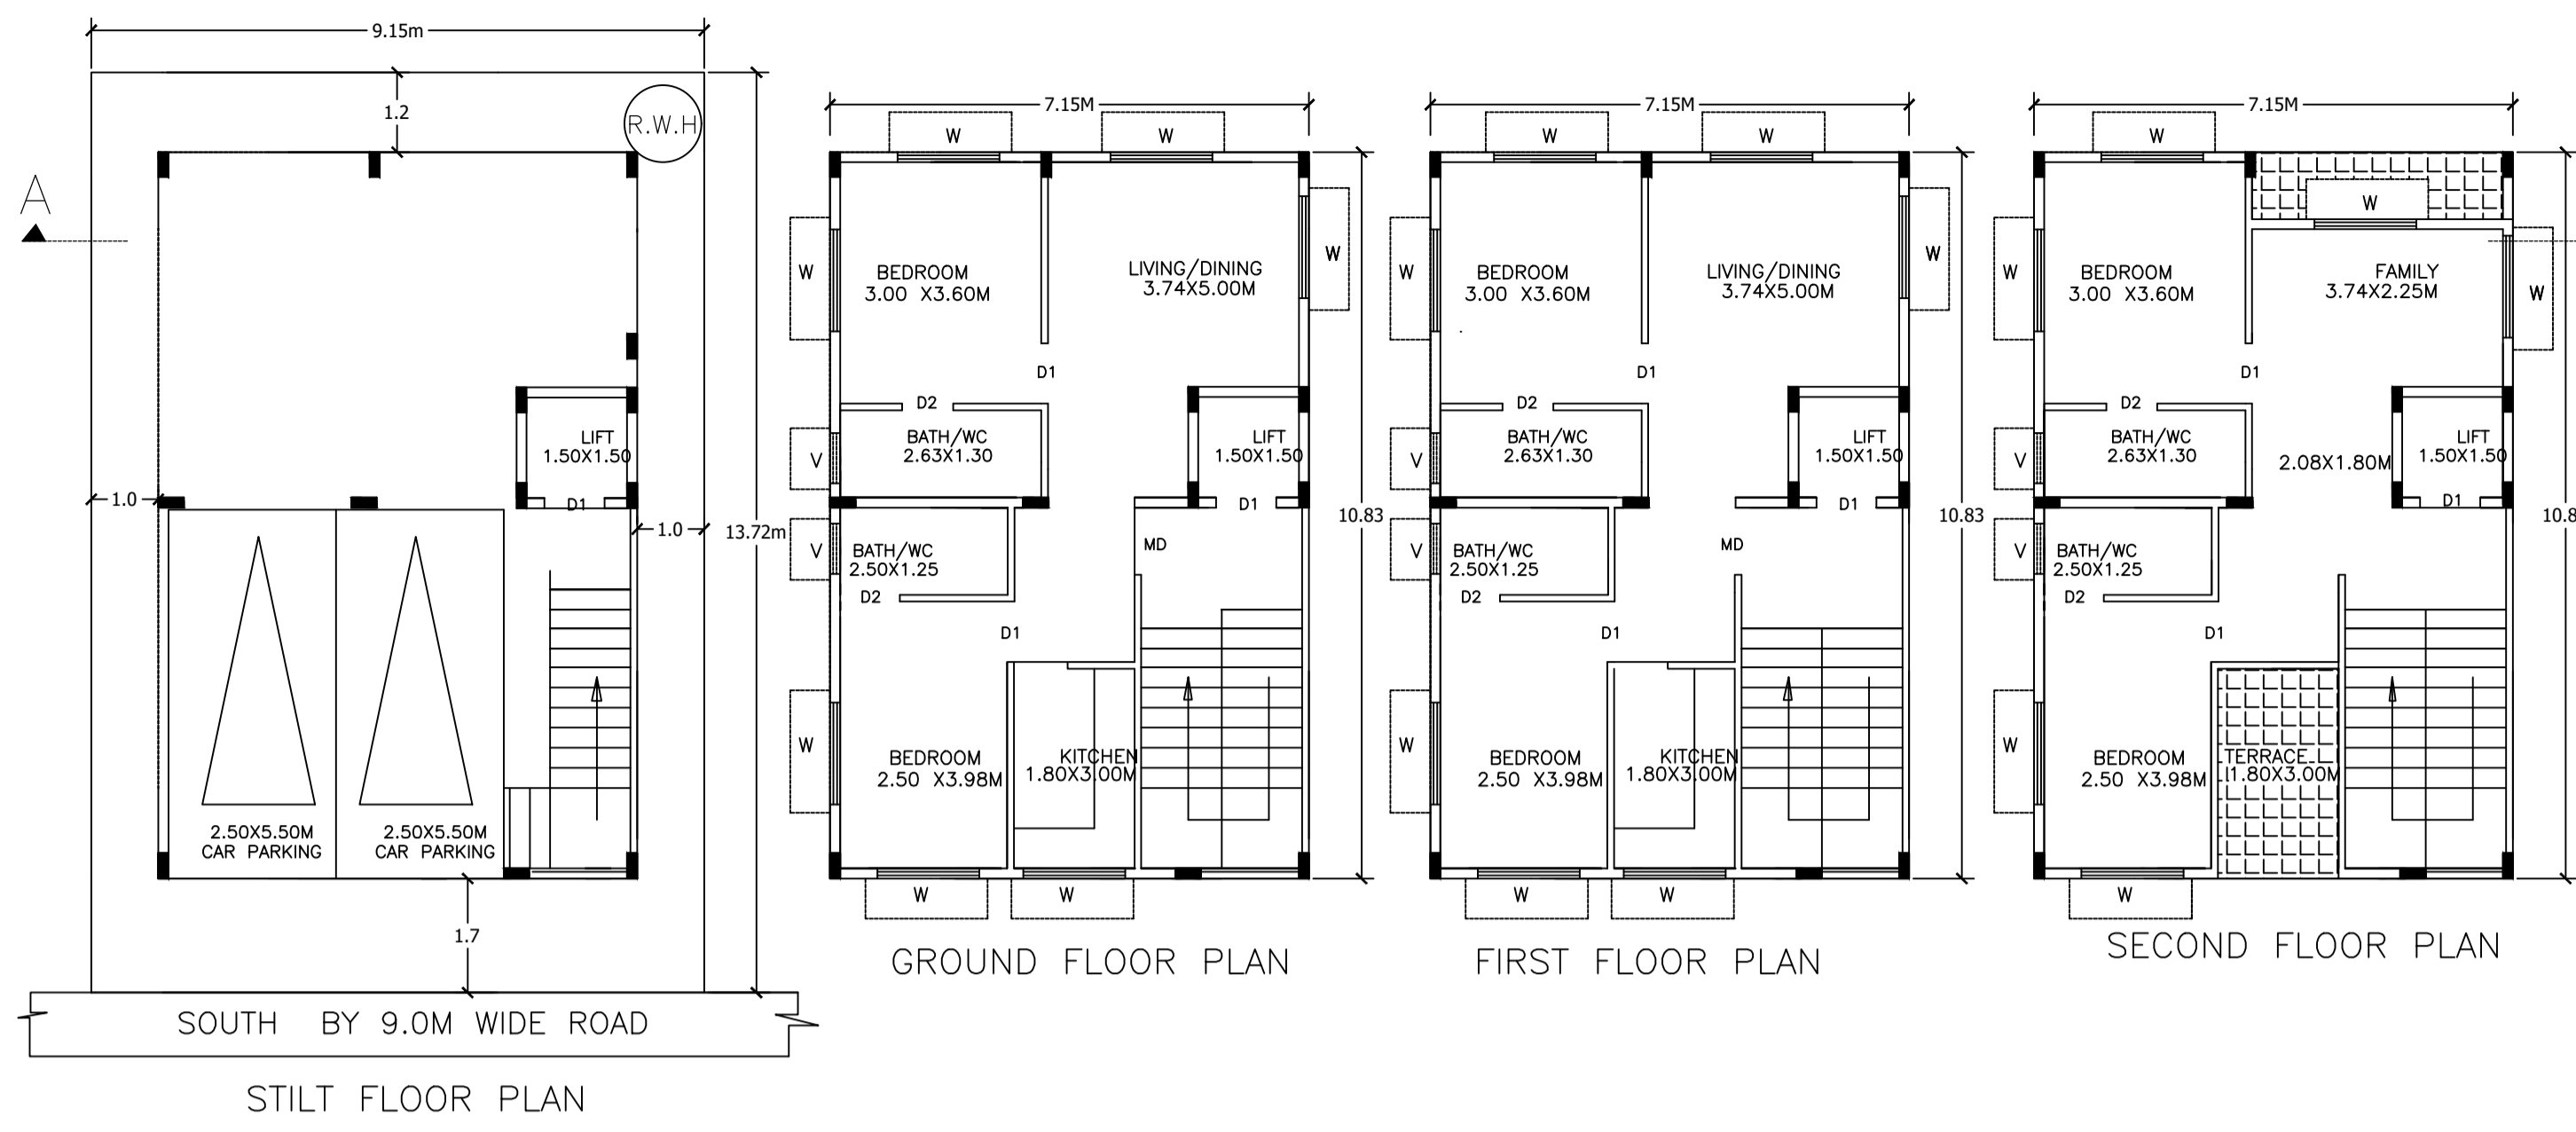 9.15m
1.2
R.W.H
A
LIFT
1.50X1.50
D1
1.0
1.0
13.72m
2.50X5.50M
CAR PARKING
2.50X5.50M
CAR PARKING
1.7
SOUTH BY 9.0M WIDE ROAD
STILT FLOOR PLAN
7.15M
W
W
W
W
BEDROOM
3.00 X3.60M
LIVING/DINING
3.74X5.00M
D1
D2
BATH/WC
2.63X1.30
V
LIFT
1.50X1.50
D1
10.83
V
BATH/WC
2.50X1.25
D2
MD
D1
W
BEDROOM
2.50 X3.98M
KITCHEN
1.80X3.00M
W
W
GROUND FLOOR PLAN
7.15M
W
W
W
W
BEDROOM
3.00 X3.60M
LIVING/DINING
3.74X5.00M
D1
D2
BATH/WC
2.63X1.30
V
LIFT
1.50X1.50
D1
10.83
V
BATH/WC
2.50X1.25
D2
MD
D1
W
BEDROOM
2.50 X3.98M
KITCHEN
1.80X3.00M
W
W
FIRST FLOOR PLAN
7.15M
W
W
W
W
BEDROOM
3.00 X3.60M
FAMILY
3.74X2.25M
D1
D2
BATH/WC
2.63X1.30
V
2.08X1.80M
LIFT
1.50X1.50
D1
10.8
V
BATH/WC
2.50X1.25
D2
D1
W
BEDROOM
2.50 X3.98M
TERRACE
1.80X3.00M
W
SECOND FLOOR PLAN